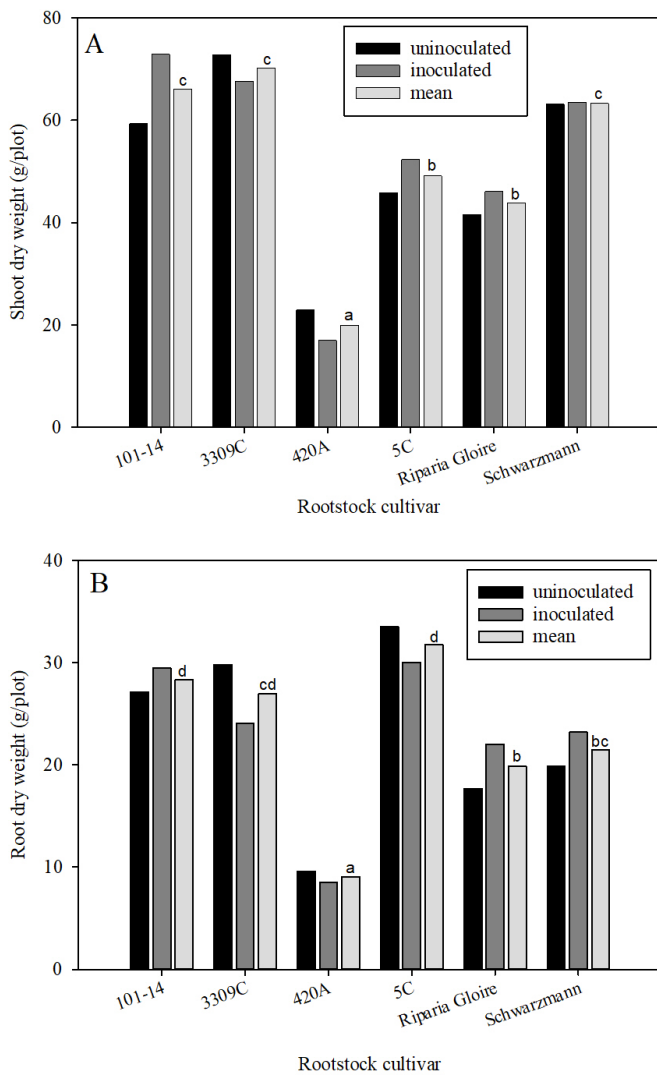 A
uninoculated
inoculated
mean
Shoot dry weight (g/plot)
80
60
40
20
0
c
c
a
b
b
c
101-14
3309C
420A
5C
Riparia Gloire
Schwarzmann
Rootstock cultivar
B
uninoculated
inoculated
mean
Root dry weight (g/plot)
40
30
20
10
0
d
cd
a
d
b
bc
101-14
3309C
420A
5C
Riparia Gloire
Schwarzmann
Rootstock cultivar